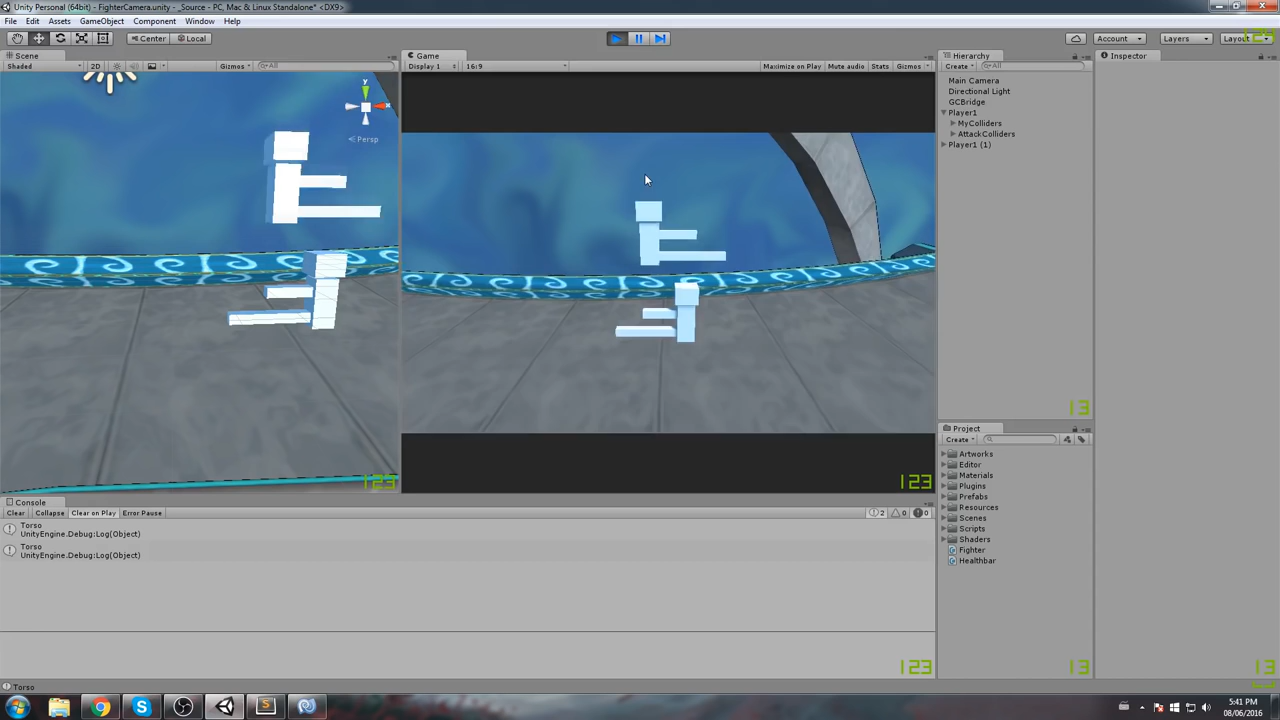 Unity Personal (64bit) - FighterCamera.unity - _Source - PC, Mac & Linux Standalone* <DX9>
File Edit Assets GameObject Component Window Help
Center Local Account Layers Layout
Scene
Shaded 2D Gizmos All
Persp
y
x
Game
Display 1 16:9 Maximize on Play Mute audio Stats Gizmos
Hierarchy
Create All
Main Camera
Directional Light
GCBridge
Player1
MyColliders
AttackColliders
Player1 (1)
Inspector
123
123
13
Project
Create
Artworks
Editor
Materials
Plugins
Prefabs
Resources
Scenes
Scripts
Shaders
Fighter
Healthbar
Console
Clear Collapse Clear on Play Error Pause 2 0 0
Torso
UnityEngine.Debug:Log(Object)
Torso
UnityEngine.Debug:Log(Object)
123
13
13
Torso
5:41 PM
08/06/2016